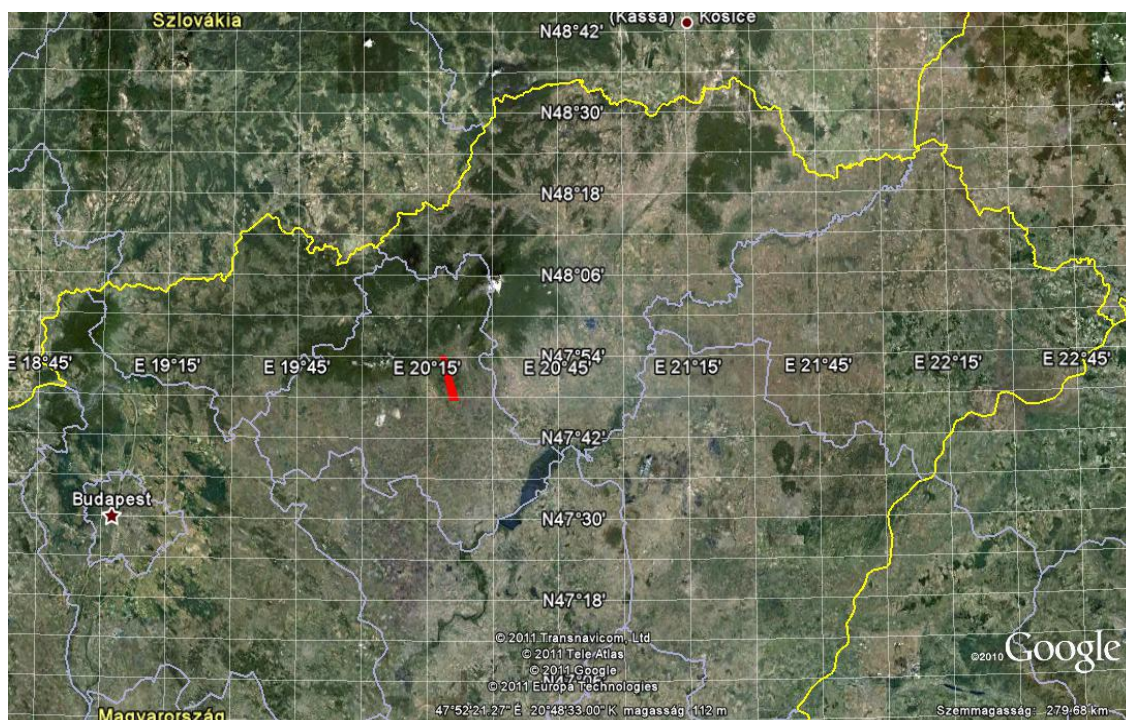 Szlovákia
(Kassa) Košice
N48°42'
N48°30'
N48°18'
N48°06'
N47°54'
E 18°45' E 19°15' E 19°45' E 20°15' E 20°45' E 21°15' E 21°45' E 22°15' E 22°45'
N47°42'
Budapest
N47°30'
N47°18'
© 2011 Transnavicom, Ltd
© 2011 Tele Atlas
© 2011 Google
© 2011 Europa Technologies
N47°06'
©2010 Google
Magyarország
47°52'21.27" É 20°48'33.00" K magasság 112 m
Szemmagasság: 279.68 km